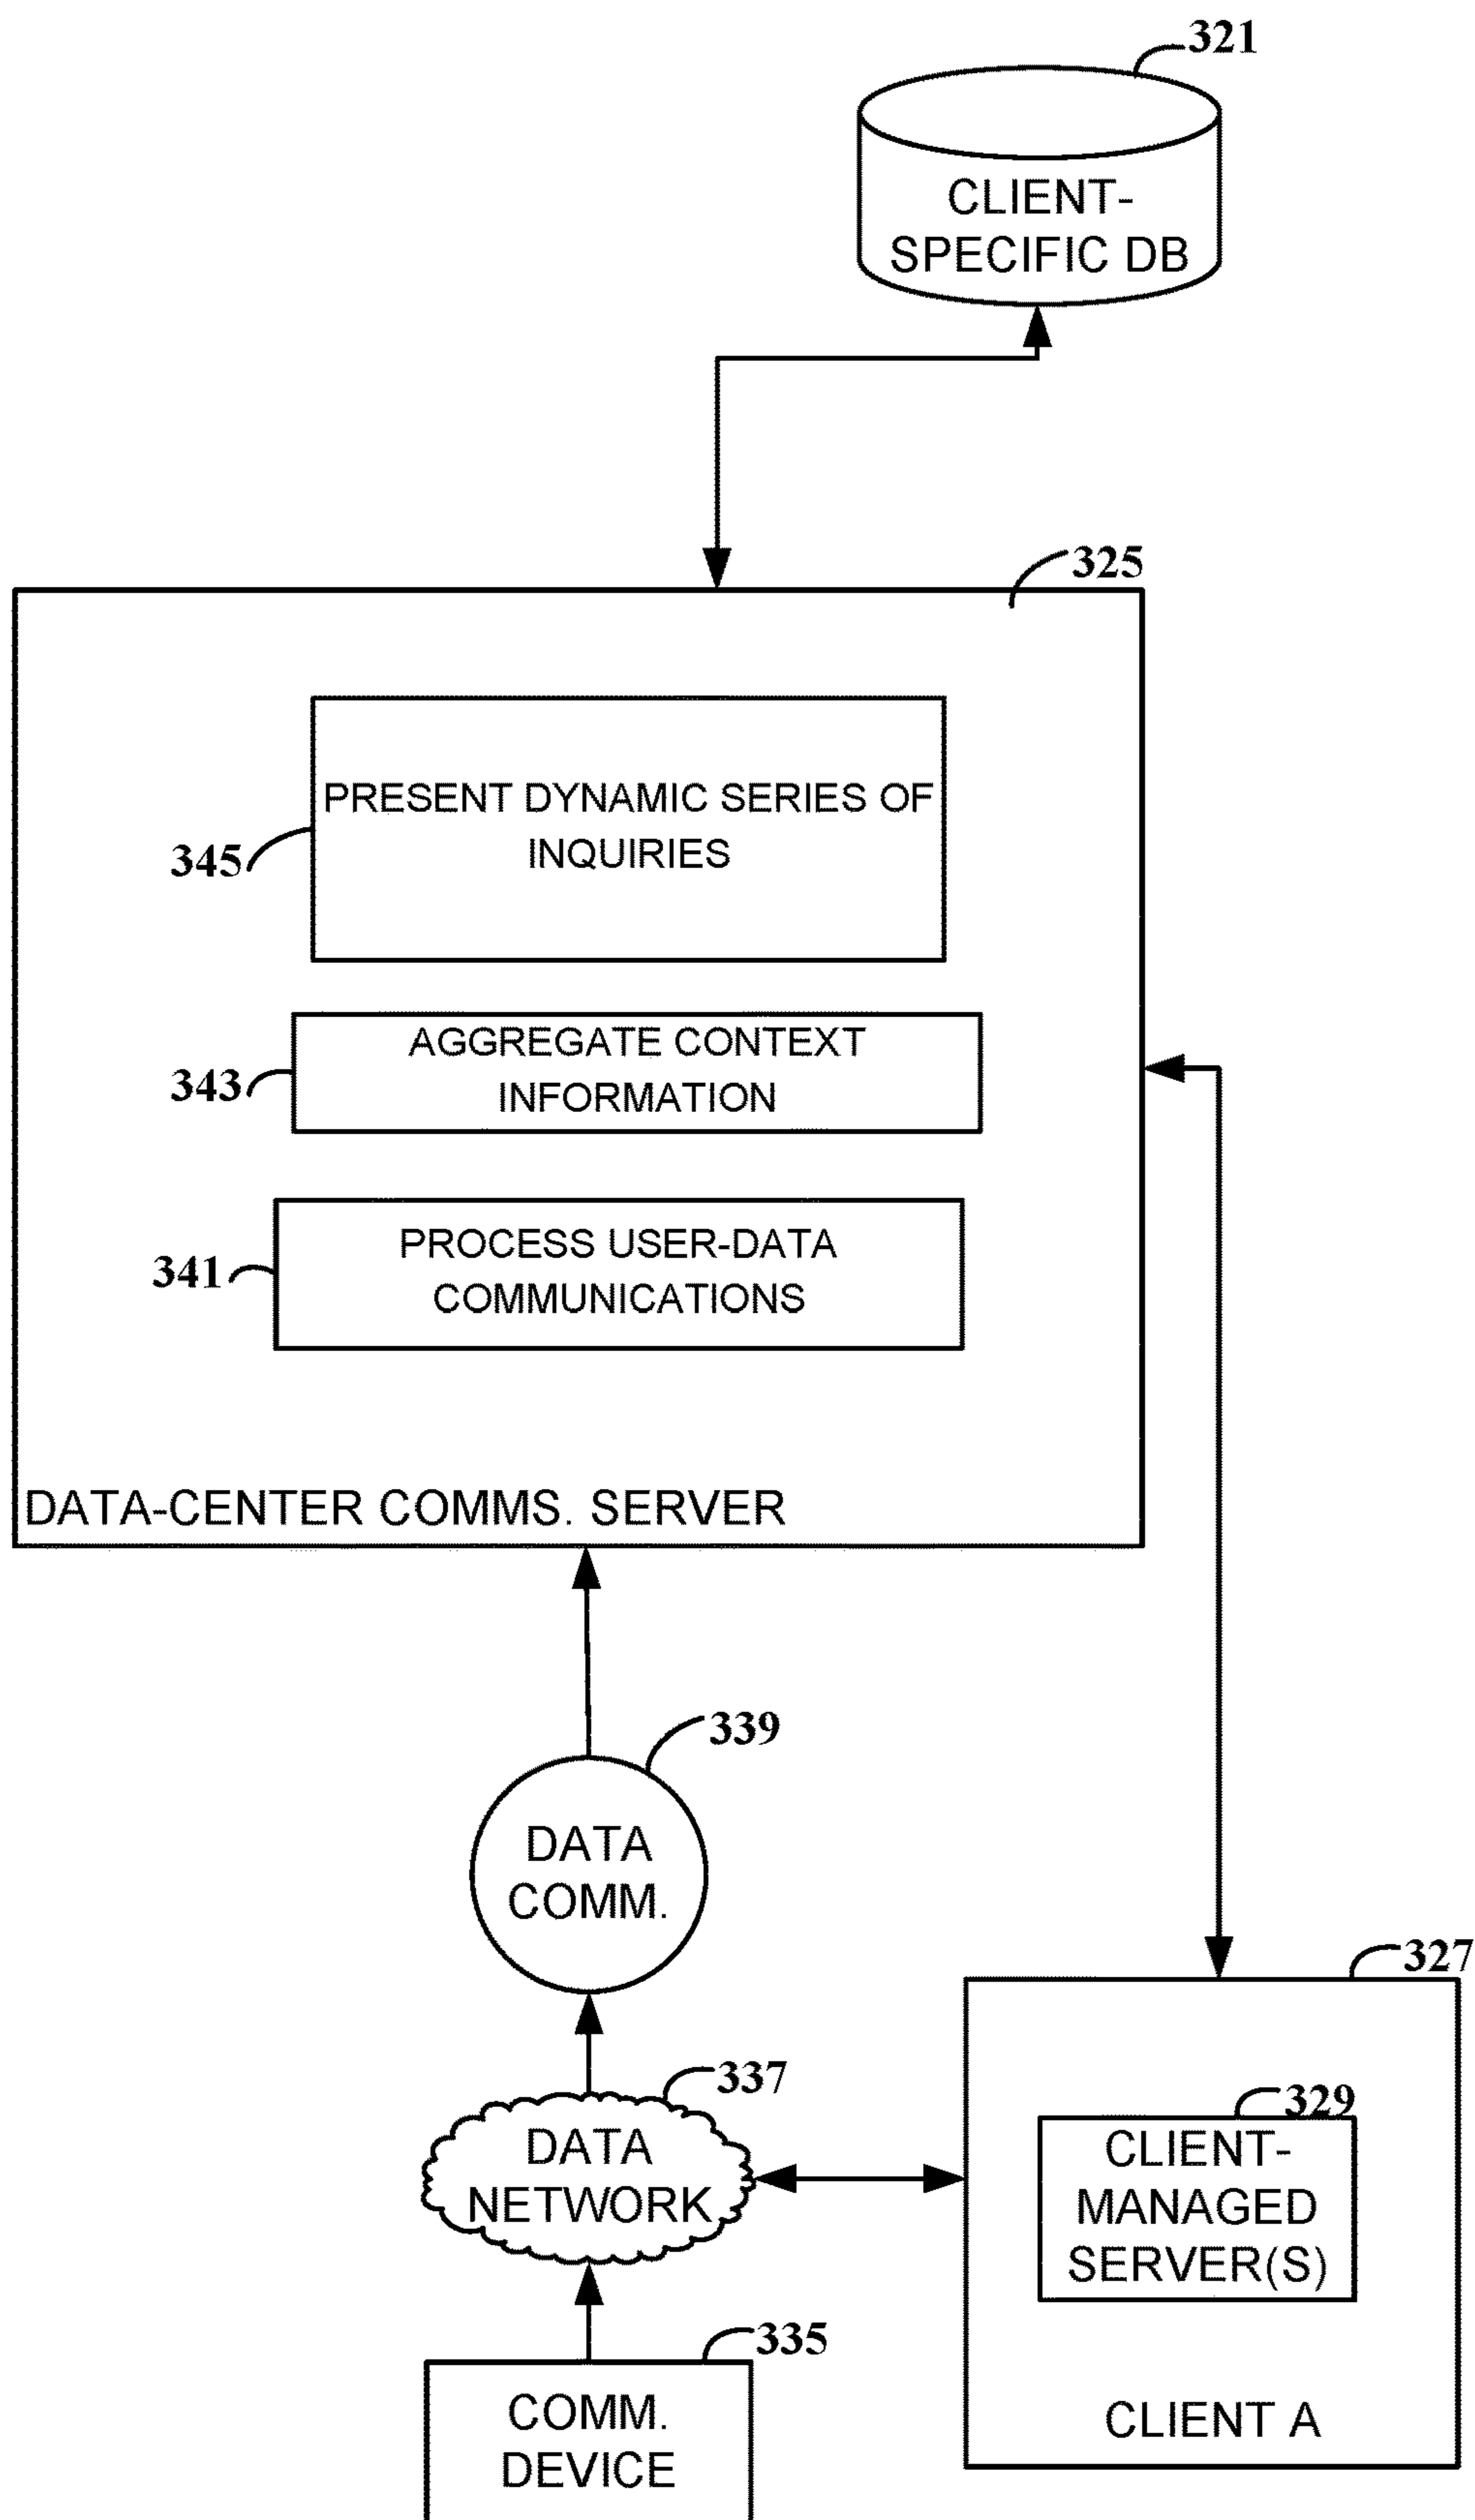 321
CLIENT-
SPECIFIC DB
325
PRESENT DYNAMIC SERIES OF
INQUIRIES
345
AGGREGATE CONTEXT
INFORMATION
343
PROCESS USER-DATA
COMMUNICATIONS
341
DATA-CENTER COMMS. SERVER
339
DATA
COMM.
327
337
DATA
NETWORK
329
CLIENT-
MANAGED
SERVER(S)
CLIENT A
335
COMM.
DEVICE